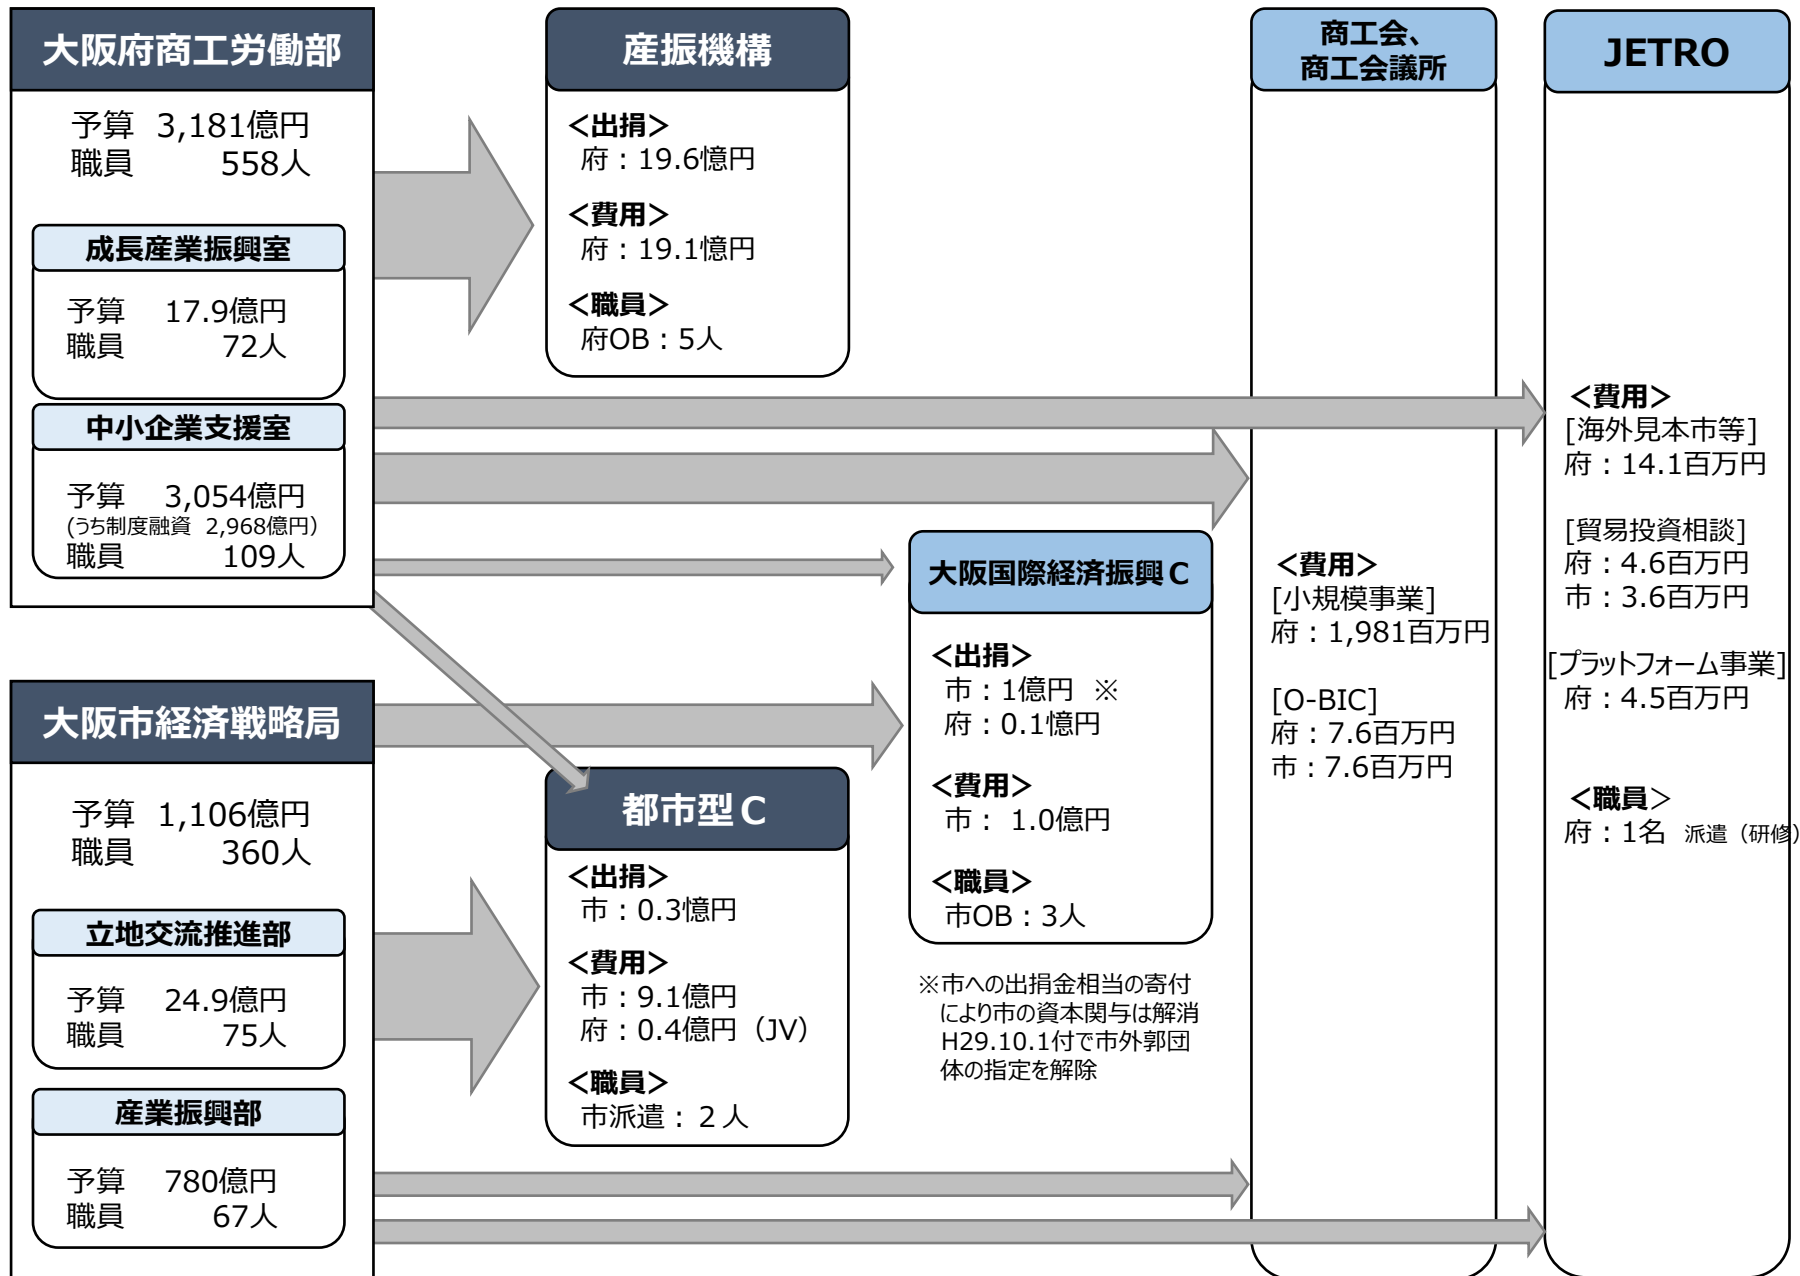 大阪府商工労働部
予算 3,181億円
職員 558人
成長産業振興室
予算 17.9億円
職員 72人
中小企業支援室
予算 3,054億円
(うち制度融資 2,968億円)
職員 109人
大阪市経済戦略局
予算 1,106億円
職員 360人
立地交流推進部
予算 24.9億円
職員 75人
産業振興部
予算 780億円
職員 67人
産振機構
<出捐>
府：19.6憶円
<費用>
府：19.1憶円
<職員>
府OB：5人
都市型C
<出捐>
市：0.3憶円
<費用>
市：9.1億円
府：0.4億円（JV）
<職員>
市派遣：２人
大阪国際経済振興C
<出捐>
市：1億円 ※
府：0.1憶円
<費用>
市： 1.0億円
<職員>
市OB：3人
※市への出捐金相当の寄付
により市の資本関与は解消
H29.10.1付で市外郭団
体の指定を解除
商工会、
商工会議所
<費用>
[小規模事業]
府：1,981百万円
[O-BIC]
府：7.6百万円
市：7.6百万円
JETRO
<費用>
[海外見本市等]
府：14.1百万円
[貿易投資相談]
府：4.6百万円
市：3.6百万円
[プラットフォーム事業]
府：4.5百万円
<職員>
府：1名 派遣（研修）